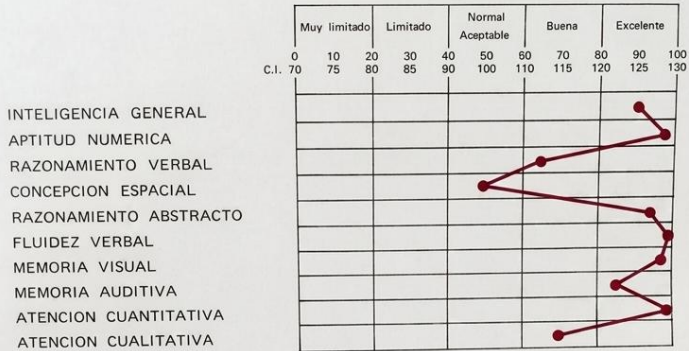 Muy limitado Limitado Normal Aceptable Buena Excelente
0 10 20 30 40 50 60 70 80 90 100
C.I. 70 75 80 85 90 100 110 115 120 125 130
INTELIGENCIA GENERAL
APTITUD NUMERICA
RAZONAMIENTO VERBAL
CONCEPCION ESPACIAL
RAZONAMIENTO ABSTRACTO
FLUIDEZ VERBAL
MEMORIA VISUAL
MEMORIA AUDITIVA
ATENCION CUANTITATIVA
ATENCION CUALITATIVA